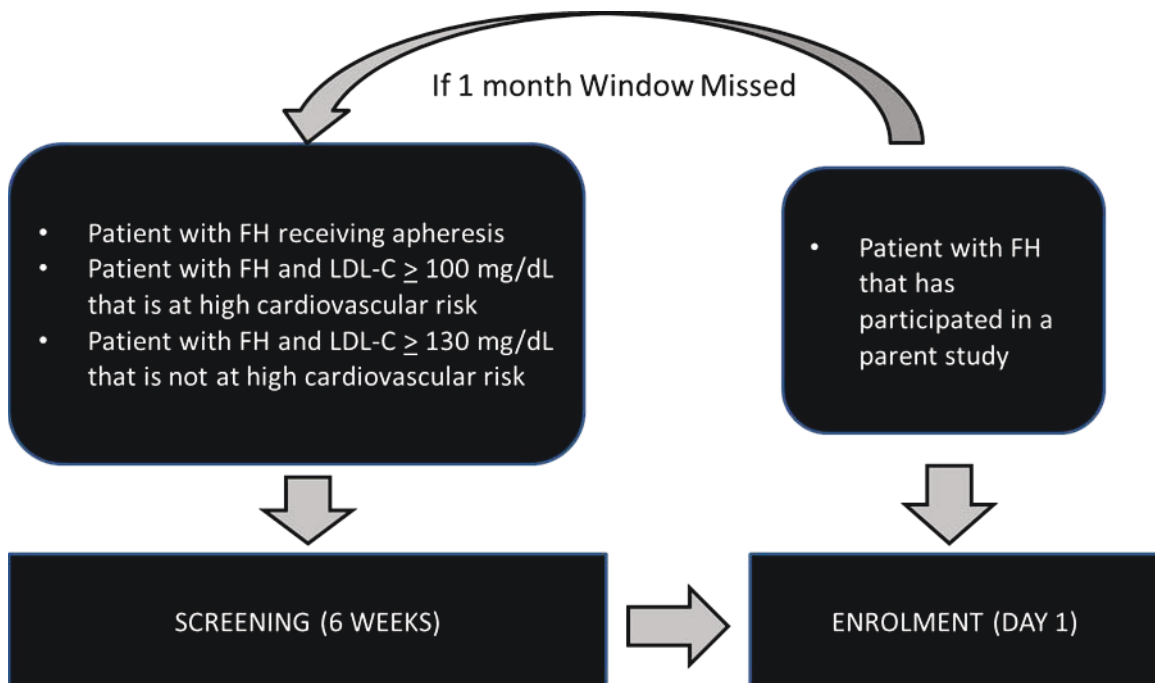 If 1 month Window Missed
• Patient with FH receiving apheresis
• Patient with FH and LDL-C ≥ 100 mg/dL
that is at high cardiovascular risk
• Patient with FH and LDL-C ≥ 130 mg/dL
that is not at high cardiovascular risk
• Patient with FH
that has
participated in a
parent study
SCREENING (6 WEEKS)
ENROLMENT (DAY 1)